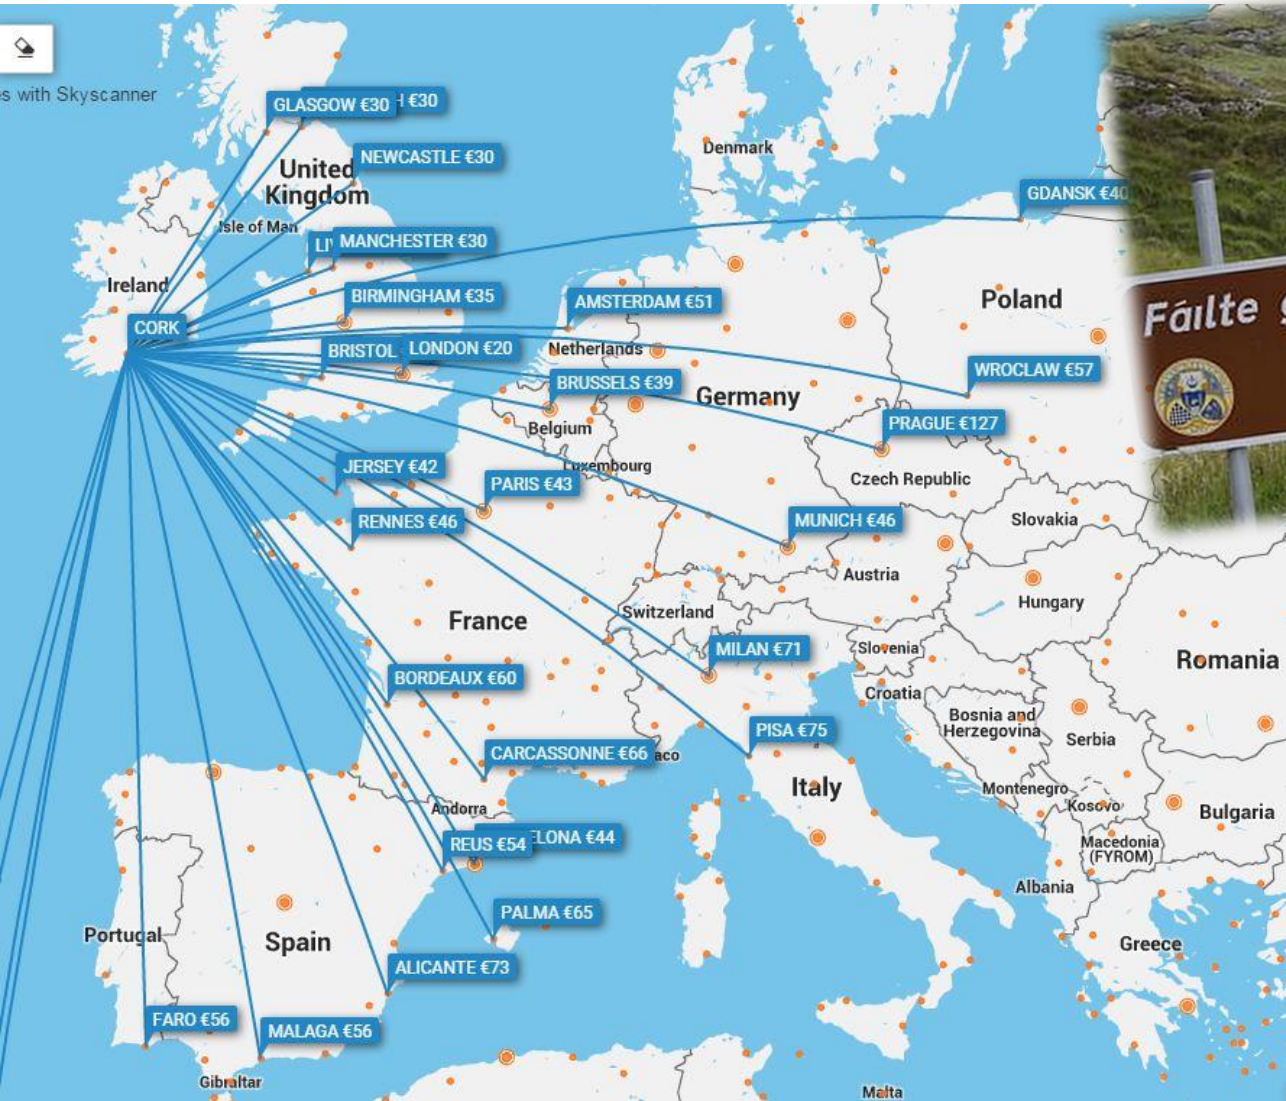 es with Skyscanner
GLASGOW €30
H €30
NEWCASTLE €30
United
Kingdom
Denmark
GDANSK €40
Isle of Man
LI
MANCHESTER €30
Ireland
BIRMINGHAM €35
AMSTERDAM €51
Poland
Fáilte
CORK
BRISTOL
LONDON €20
Netherlands
WROCLAW €57
BRUSSELS €39
Germany
PRAGUE €127
Belgium
Luxembourg
JERSEY €42
PARIS €43
Czech Republic
RENNES €46
MUNICH €46
Slovakia
Austria
France
Switzerland
Hungary
MILAN €71
Slovenia
Romania
BORDEAUX €60
Croatia
Bosnia and
Herzegovina
PISA €75
Serbia
CARCASSONNE €66
aco
Italy
Montenegro
Andorra
Kosovo
Bulgaria
REUS €54
ELONA €44
Macedonia
(FYROM)
Albania
PALMA €65
Portugal
Spain
Greece
ALICANTE €73
FARO €56
MALAGA €56
Gibraltar
Malta